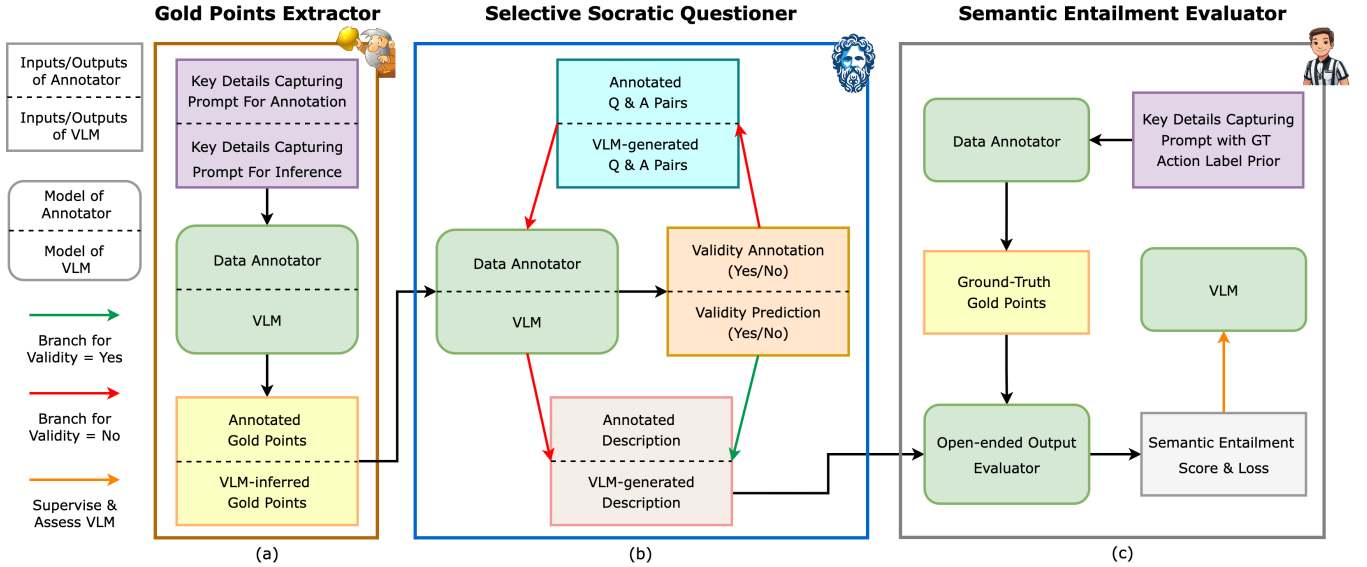 Gold Points Extractor
Selective Socratic Questioner
Semantic Entailment Evaluator
Inputs/Outputs
of Annotator
Inputs/Outputs
of VLM
Model of
Annotator
Model of
VLM
Branch for
Validity = Yes
Branch for
Validity = No
Supervise &
Assess VLM
Key Details Capturing
Prompt For Annotation
Key Details Capturing
Prompt For Inference
Data Annotator
VLM
Annotated
Gold Points
VLM-inferred
Gold Points
(a)
Annotated
Q & A Pairs
VLM-generated
Q & A Pairs
Data Annotator
VLM
Validity Annotation
(Yes/No)
Validity Prediction
(Yes/No)
Annotated
Description
VLM-generated
Description
(b)
Data Annotator
Key Details Capturing
Prompt with GT
Action Label Prior
Ground-Truth
Gold Points
VLM
Open-ended Output
Evaluator
Semantic Entailment
Score & Loss
(c)